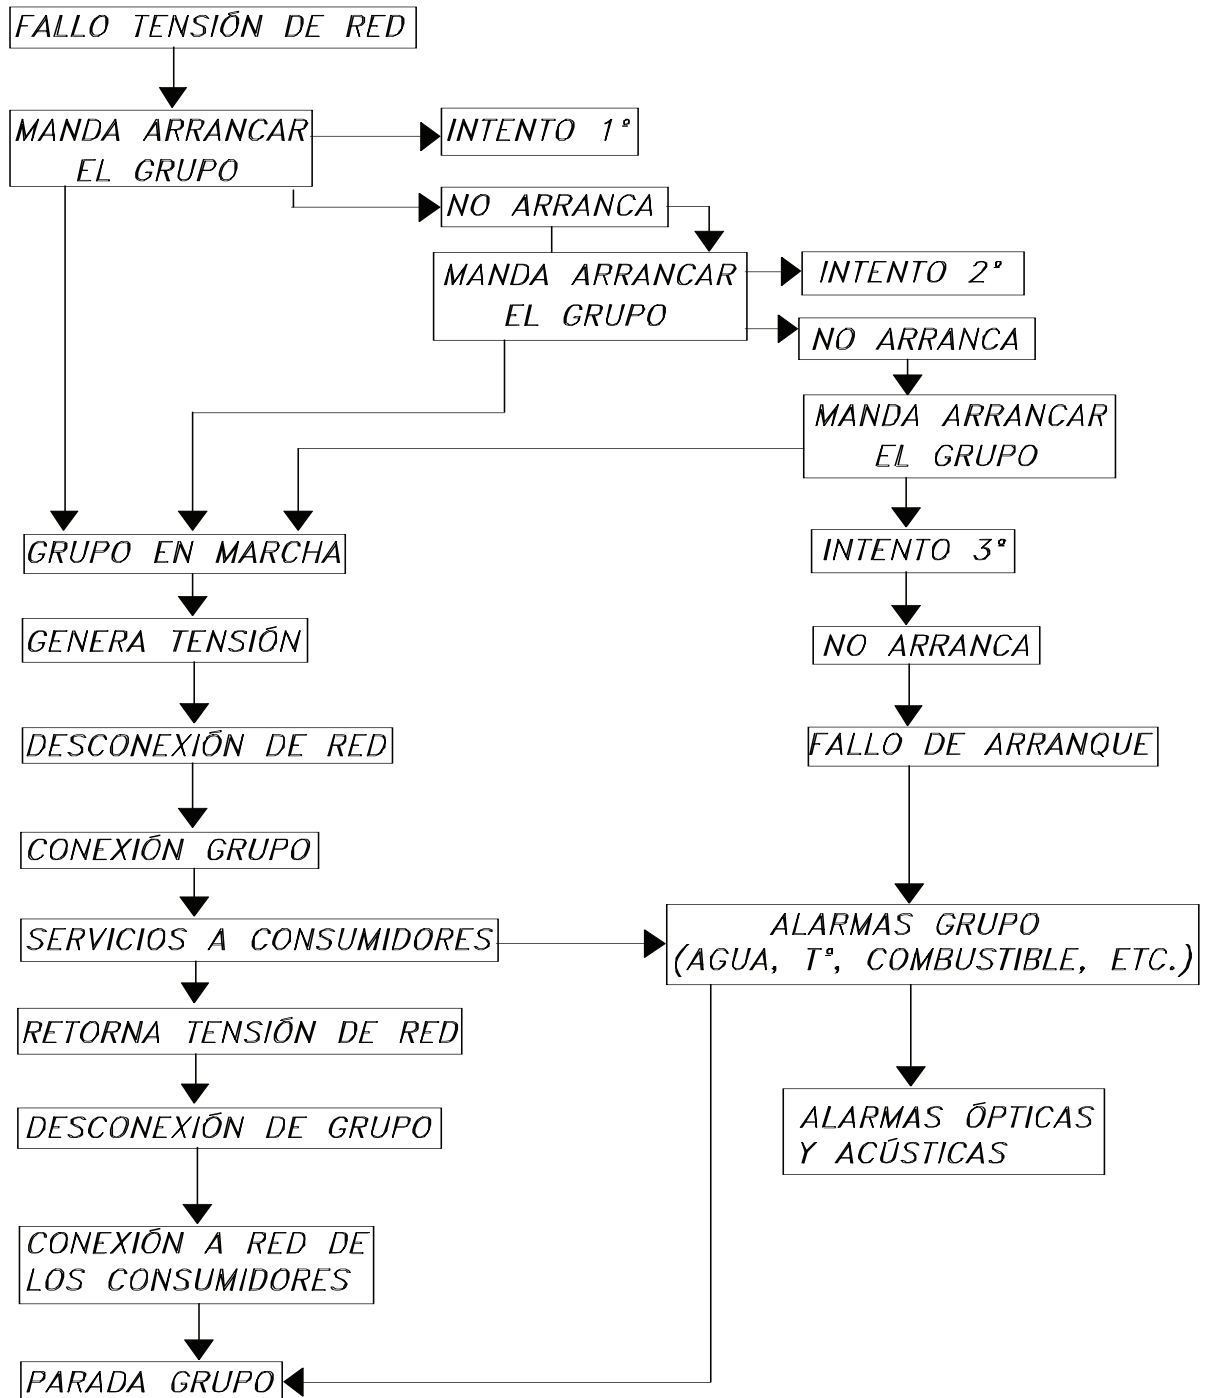 FALLO TENSIÓN DE RED
MANDA ARRANCAR
EL GRUPO
INTENTO 1º
NO ARRANCA
MANDA ARRANCAR
EL GRUPO
INTENTO 2º
NO ARRANCA
MANDA ARRANCAR
EL GRUPO
INTENTO 3º
NO ARRANCA
FALLO DE ARRANQUE
GRUPO EN MARCHA
GENERA TENSIÓN
DESCONEXIÓN DE RED
CONEXIÓN GRUPO
SERVICIOS A CONSUMIDORES
ALARMAS GRUPO
(AGUA, Tº, COMBUSTIBLE, ETC.)
ALARMAS ÓPTICAS
Y ACÚSTICAS
RETORNA TENSIÓN DE RED
DESCONEXIÓN DE GRUPO
CONEXIÓN A RED DE
LOS CONSUMIDORES
PARADA GRUPO